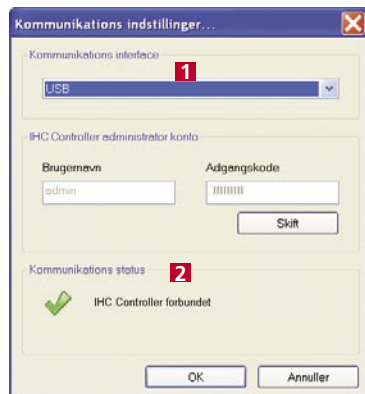 Kommunikations indstillinger...
Kommunikations interface
1
USB
IHC Controller administrator konto
Brugernavn Adgangskode
admin
Skift
Kommunikations status 2
IHC Controller forbundet
OK Annuller